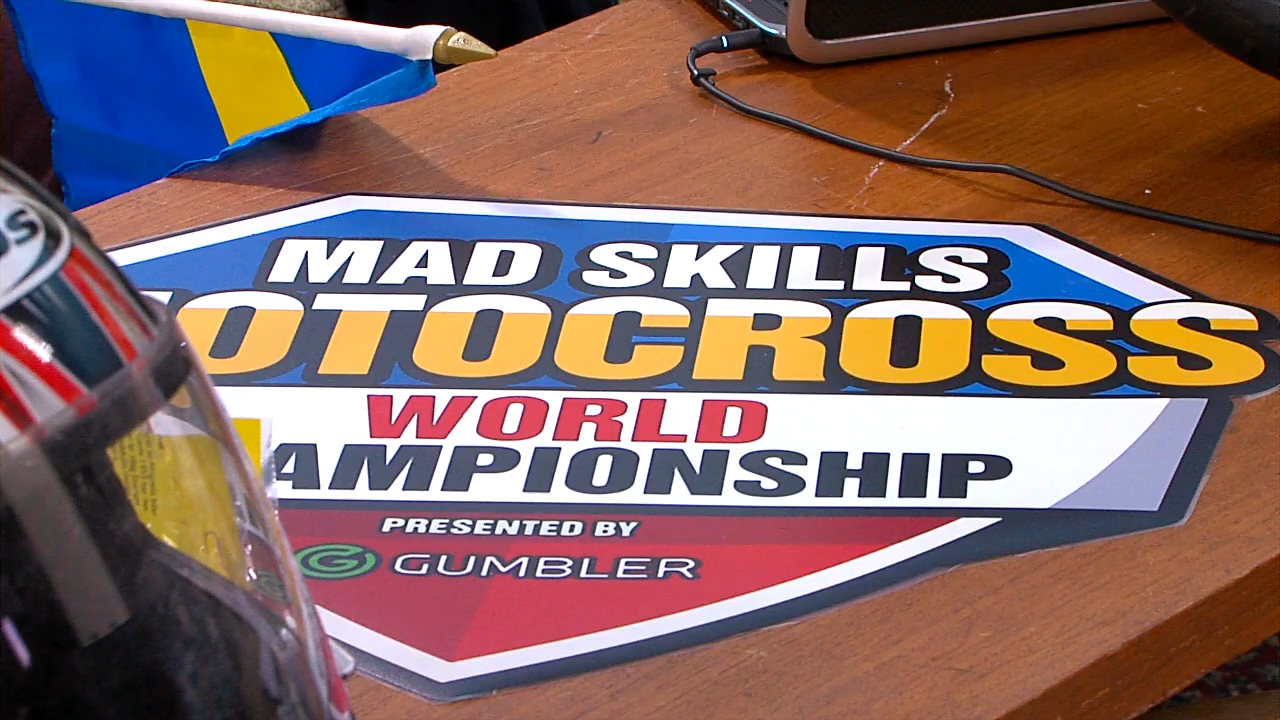 MAD SKILLS
OTOCROSS
WORLD
AMPIONSHIP
PRESENTED BY
GUMBLER